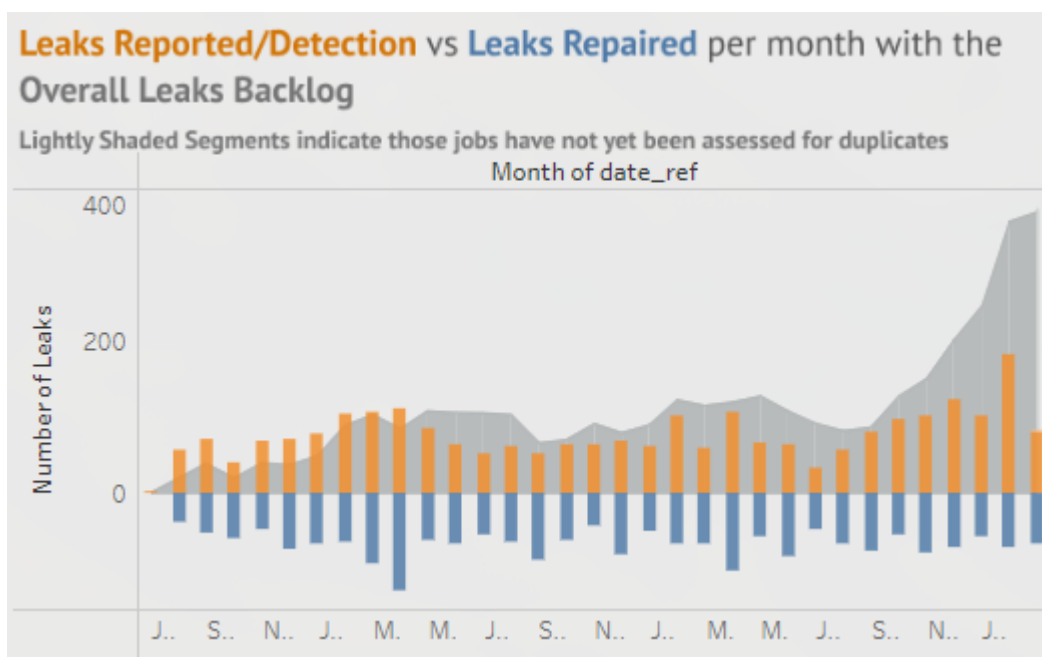 Leaks Reported/Detection vs Leaks Repaired per month with the
Overall Leaks Backlog
Lightly Shaded Segments indicate those jobs have not yet been assessed for duplicates
Month of date_ref
400
200
0
Number of Leaks
J.. S.. N.. J.. M. M. J.. S.. N.. J.. M. M. J.. S.. N.. J..